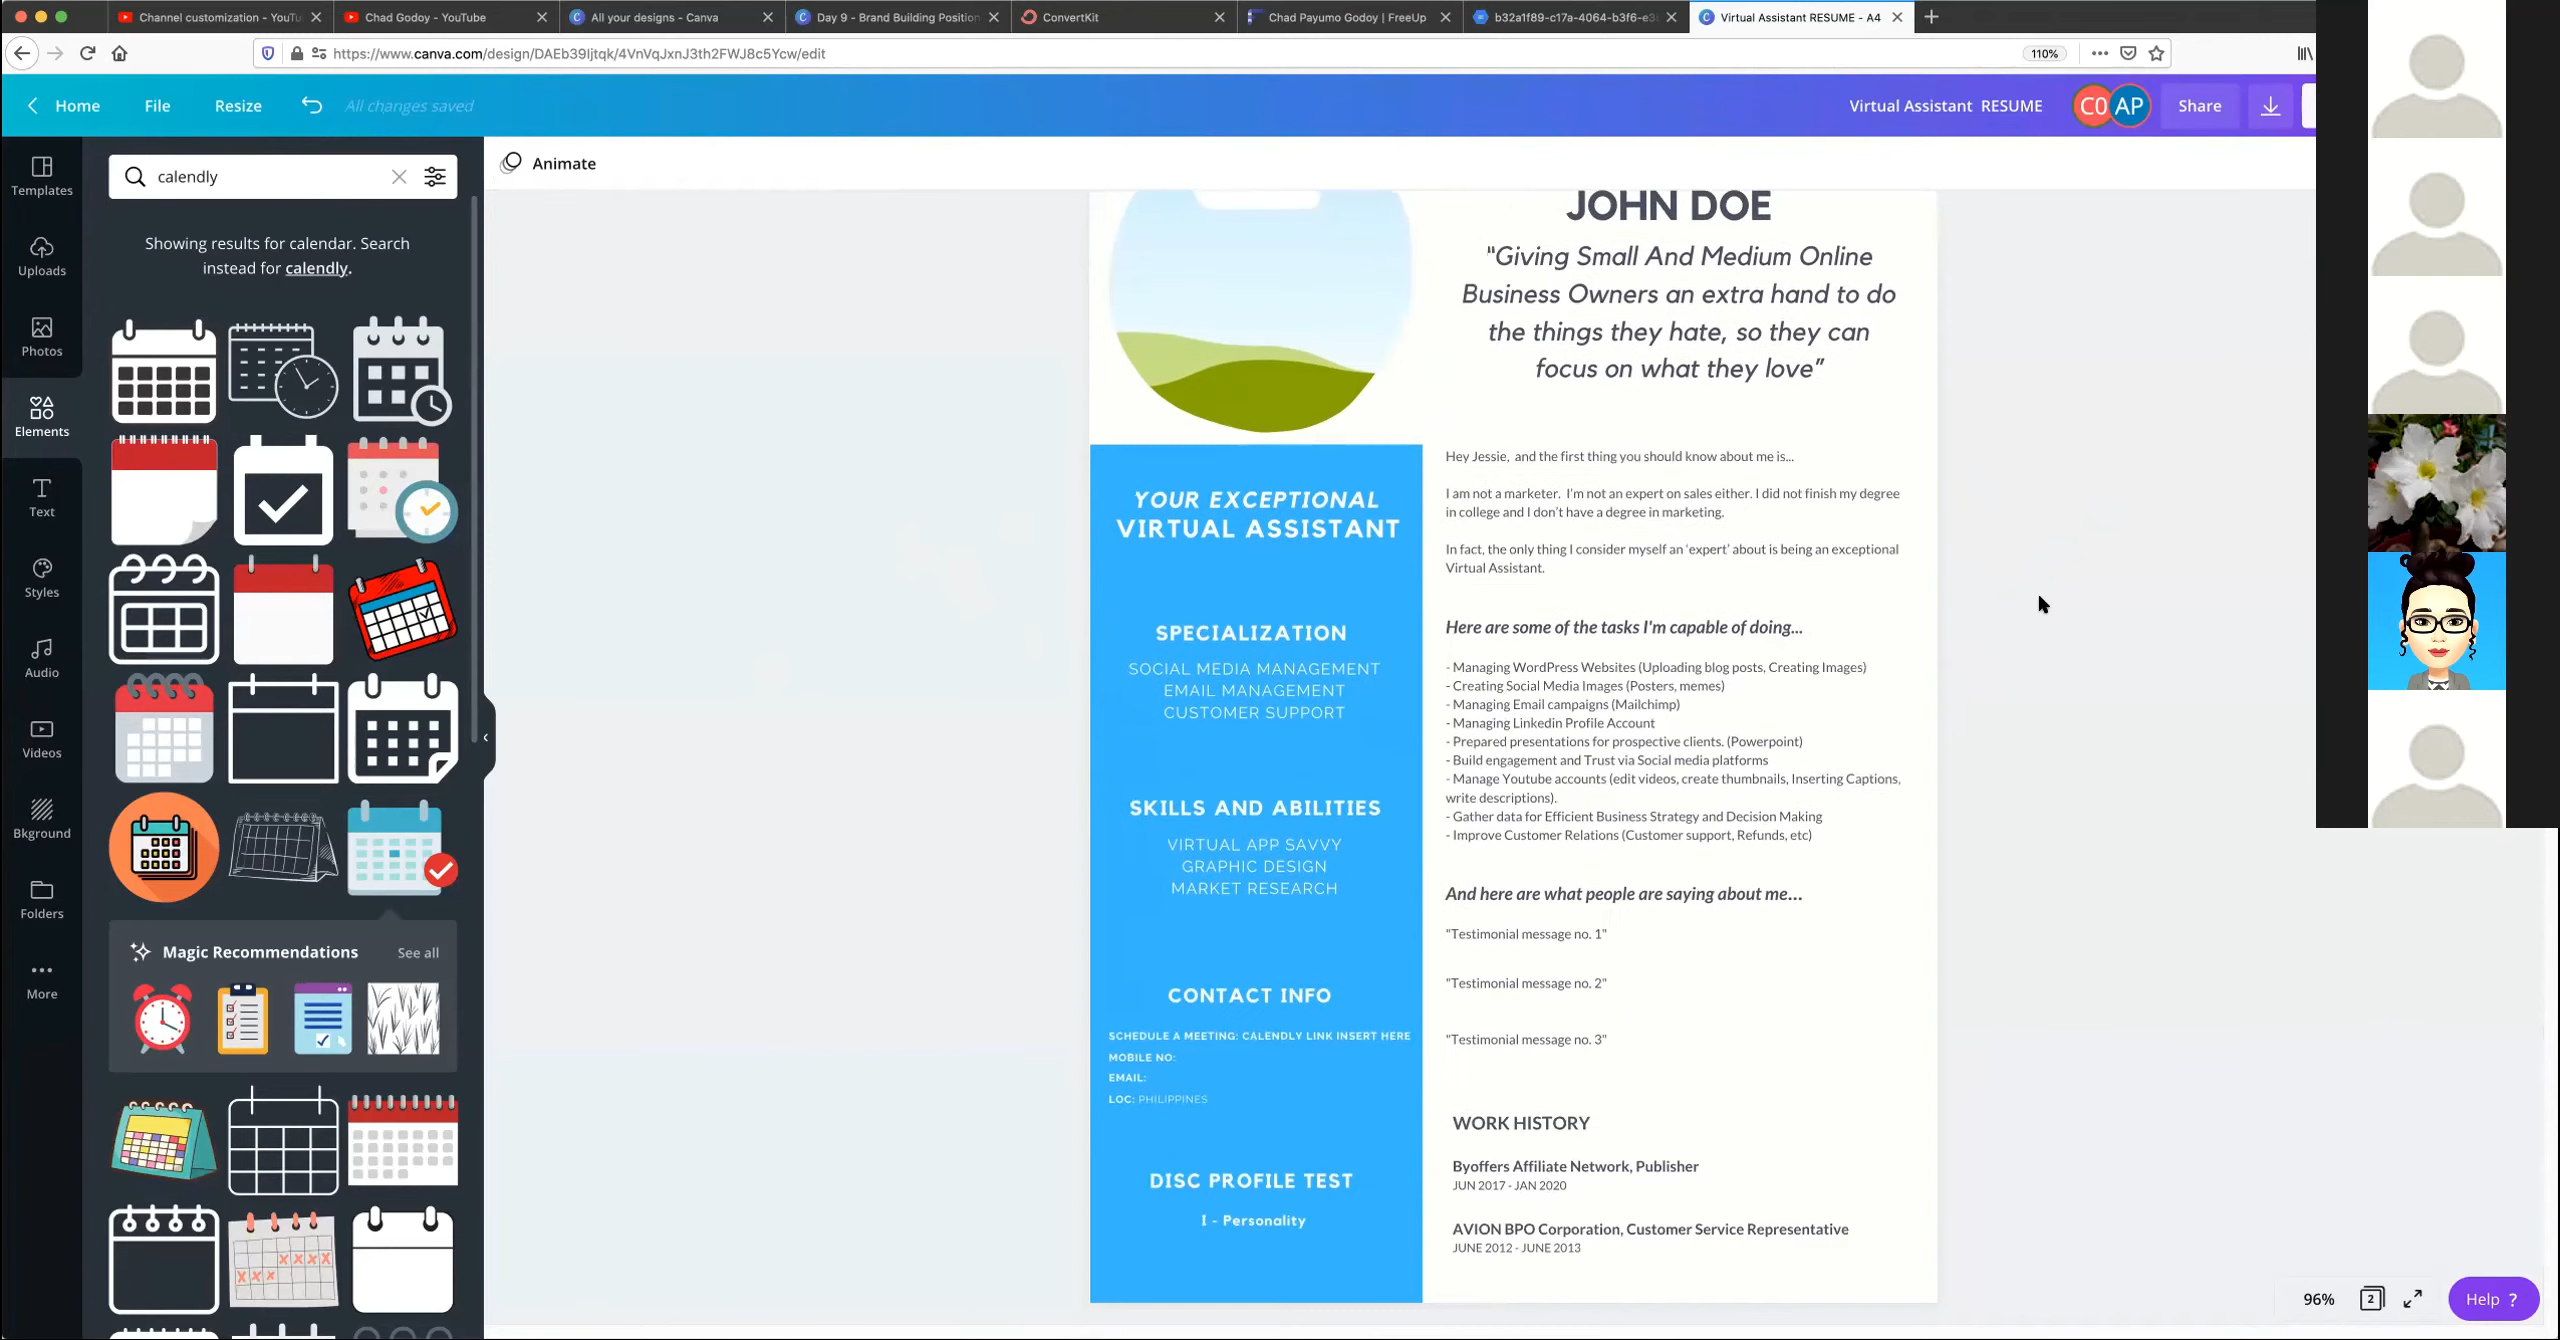 Channel customization - YouTu
Chad Godoy - YouTube
All your designs - Canva
Day 9 - Brand Building Position
ConvertKit
Chad Payumo Godoy | FreeUp
b32a1f89-c17a-4064-b3f6-e3
Virtual Assistant RESUME - A4
https://www.canva.com/design/DAEb39Ijtqk/4VnVqJxnJ3th2FWJ8c5Ycw/edit
110%
Home
File
Resize
All changes saved
Virtual Assistant RESUME
CO
AP
Share
Templates
Uploads
Photos
Elements
Text
Styles
Audio
Videos
Bkground
Folders
More
calendly
Showing results for calendar. Search
instead for calendly.
Magic Recommendations
See all
Animate
JOHN DOE
"Giving Small And Medium Online
Business Owners an extra hand to do
the things they hate, so they can
focus on what they love"
YOUR EXCEPTIONAL
VIRTUAL ASSISTANT
SPECIALIZATION
SOCIAL MEDIA MANAGEMENT
EMAIL MANAGEMENT
CUSTOMER SUPPORT
SKILLS AND ABILITIES
VIRTUAL APP SAVVY
GRAPHIC DESIGN
MARKET RESEARCH
CONTACT INFO
SCHEDULE A MEETING: CALENDLY LINK INSERT HERE
MOBILE NO:
EMAIL:
LOC: PHILIPPINES
DISC PROFILE TEST
I - Personality
Hey Jessie, and the first thing you should know about me is...
I am not a marketer. I'm not an expert on sales either. I did not finish my degree
in college and I don't have a degree in marketing.
In fact, the only thing I consider myself an 'expert' about is being an exceptional
Virtual Assistant.
Here are some of the tasks I'm capable of doing...
- Managing WordPress Websites (Uploading blog posts, Creating Images)
- Creating Social Media Images (Posters, memes)
- Managing Email campaigns (Mailchimp)
- Managing Linkedin Profile Account
- Prepared presentations for prospective clients. (Powerpoint)
- Build engagement and Trust via Social media platforms
- Manage Youtube accounts (edit videos, create thumbnails, Inserting Captions,
write descriptions).
- Gather data for Efficient Business Strategy and Decision Making
- Improve Customer Relations (Customer support, Refunds, etc)
And here are what people are saying about me...
"Testimonial message no. 1"
"Testimonial message no. 2"
"Testimonial message no. 3"
WORK HISTORY
Byoffers Affiliate Network, Publisher
JUN 2017 - JAN 2020
AVION BPO Corporation, Customer Service Representative
JUNE 2012 - JUNE 2013
96%
2
Help ?